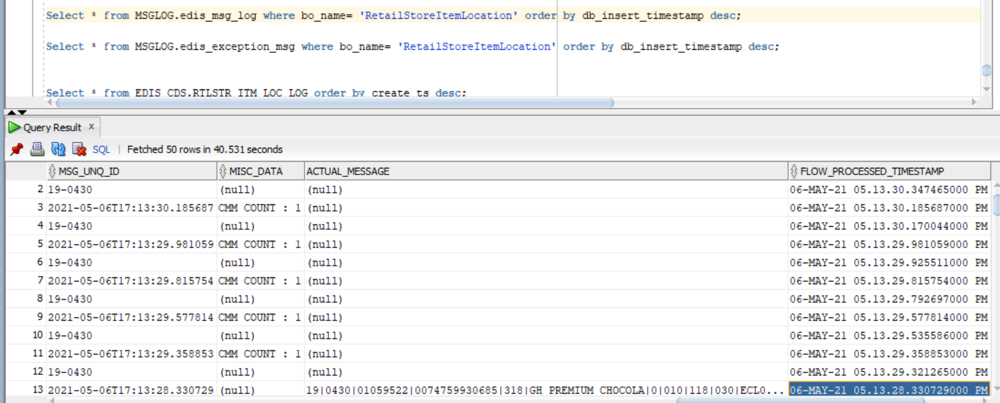 Select * from MSGLOG.edis_msg_log where bo_name= 'RetailStoreItemLocation' order by db_insert_timestamp desc;
Select * from MSGLOG.edis_exception_msg where bo_name= 'RetailStoreItemLocation' order by db_insert_timestamp desc;
Select * from EDIS_CDS.RTLSTR_ITM_LOC_LOG order by create_ts desc;
Query Result x
SQL | Fetched 50 rows in 40.531 seconds
MSG_UNQ_ID MISC_DATA ACTUAL_MESSAGE FLOW_PROCESSED_TIMESTAMP
2 19-0430 (null) (null) 06-MAY-21 05.13.30.347465000 PM
3 2021-05-06T17:13:30.185687 CMM COUNT : 1 (null) 06-MAY-21 05.13.30.185687000 PM
4 19-0430 (null) (null) 06-MAY-21 05.13.30.170044000 PM
5 2021-05-06T17:13:29.981059 CMM COUNT : 1 (null) 06-MAY-21 05.13.29.981059000 PM
6 19-0430 (null) (null) 06-MAY-21 05.13.29.925511000 PM
7 2021-05-06T17:13:29.815754 CMM COUNT : 1 (null) 06-MAY-21 05.13.29.815754000 PM
8 19-0430 (null) (null) 06-MAY-21 05.13.29.792697000 PM
9 2021-05-06T17:13:29.577814 CMM COUNT : 1 (null) 06-MAY-21 05.13.29.577814000 PM
10 19-0430 (null) (null) 06-MAY-21 05.13.29.535586000 PM
11 2021-05-06T17:13:29.358853 CMM COUNT : 1 (null) 06-MAY-21 05.13.29.358853000 PM
12 19-0430 (null) (null) 06-MAY-21 05.13.29.321265000 PM
13 2021-05-06T17:13:28.330729 (null) 19|0430|01059522|0074759930685|318|GH PREMIUM CHOCOLA|0|010|118|030|ECL0... 06-MAY-21 05.13.28.330729000 PM